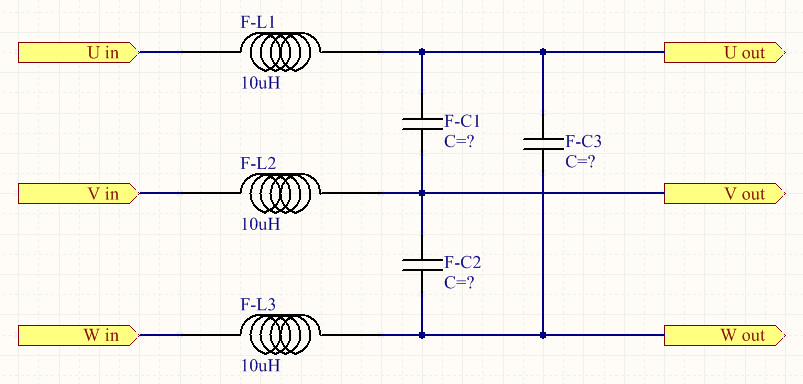 F-L1
U in
U out
10uH
F-C1
C=?
F-C3
C=?
F-L2
V in
V out
10uH
F-C2
C=?
F-L3
W in
W out
10uH